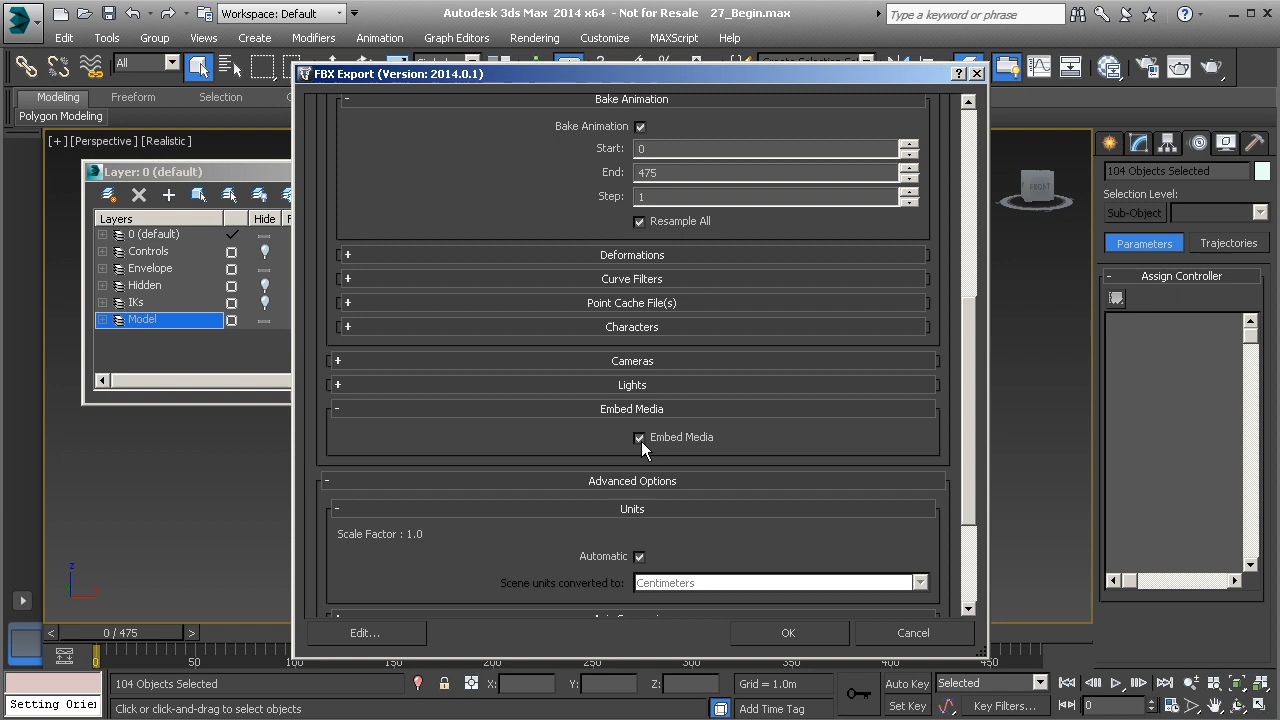 Workspace: Default
Autodesk 3ds Max 2014 x64 - Not for Resale 27_Begin.max
Type a keyword or phrase
Edit Tools Group Views Create Modifiers Animation Graph Editors Rendering Customize MAXScript Help
All
FBX Export (Version: 2014.0.1)
Modeling Freeform Selection
Polygon Modeling
[+] [Perspective] [Realistic]
Layer: 0 (default)
Layers Hide F
0 (default)
Controls
Envelope
Hidden
IKs
Model
- Bake Animation
Bake Animation
Start: 0
End: 475
Step: 1
Resample All
+ Deformations
+ Curve Filters
+ Point Cache File(s)
+ Characters
+ Cameras
+ Lights
- Embed Media
Embed Media
- Advanced Options
- Units
Scale Factor : 1.0
Automatic
Scene units converted to: Centimeters
Edit... OK Cancel
FRONT
104 Objects Selected
Selection Level:
Sub-Object
Parameters Trajectories
- Assign Controller
z
< 0 / 475 >
0 50 100 150 200 250 300 350 400 450
104 Objects Selected X: Y: Z: Grid = 1.0m Auto Key Selected
Setting Orie Click or click-and-drag to select objects Add Time Tag Set Key Key Filters... 0